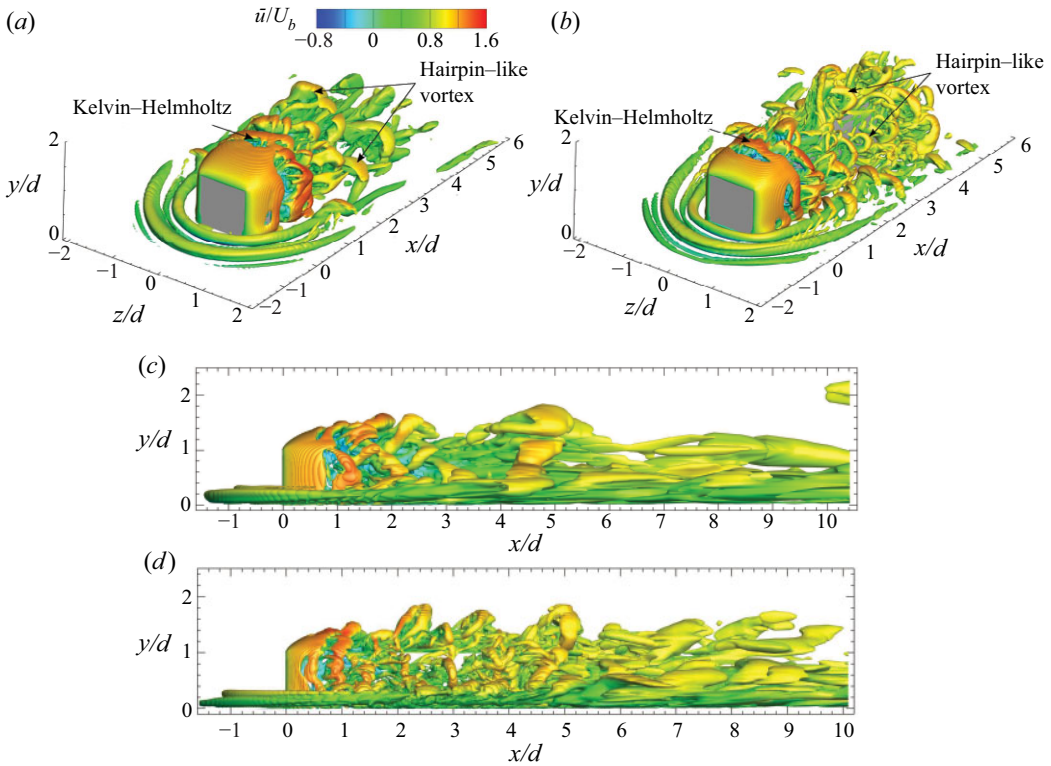 (a)
ū/U_b
−0.8 0 0.8 1.6
Hairpin–like
vortex
Kelvin–Helmholtz
2
1
0
y/d
−2
−1
0
1
2
z/d
−2
−1
0
1
2
3
4
5
6
x/d
(b)
Hairpin–like
vortex
Kelvin–Helmholtz
2
1
0
y/d
−2
−1
0
1
2
z/d
−2
−1
0
1
2
3
4
5
6
x/d
(c)
2
1
0
y/d
−1 0 1 2 3 4 5 6 7 8 9 10
x/d
(d)
2
1
0
y/d
−1 0 1 2 3 4 5 6 7 8 9 10
x/d